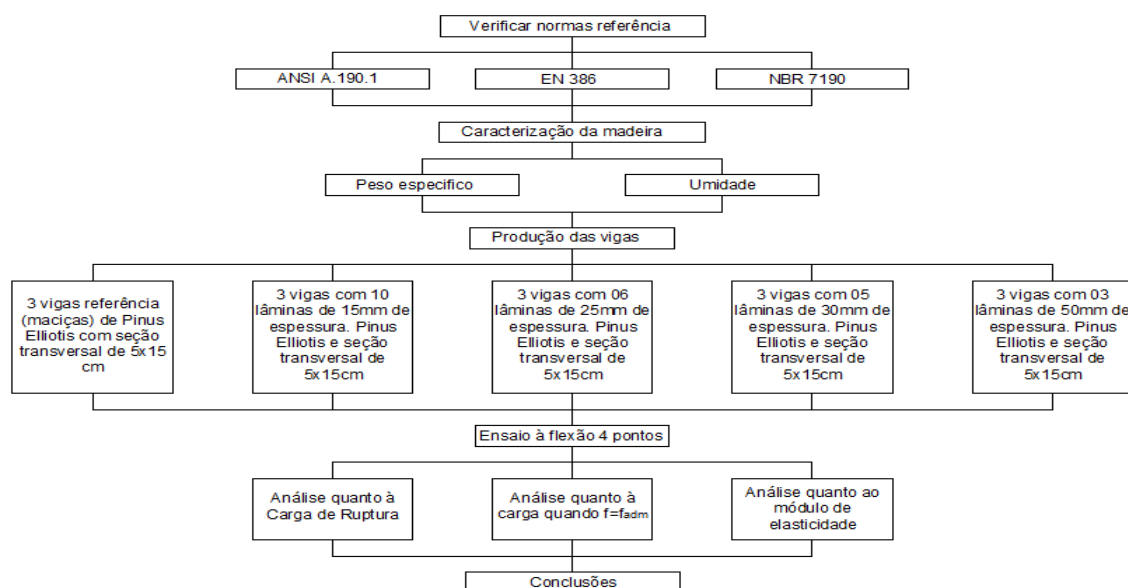 Verificar normas referência
ANSI A.190.1
EN 386
NBR 7190
Caracterização da madeira
Peso especifico
Umidade
Produção das vigas
3 vigas referência
(maciças) de Pinus
Elliotis com seção
transversal de 5x15
cm
3 vigas com 10
lâminas de 15mm de
espessura. Pinus
Elliotis e seção
transversal de
5x15cm
3 vigas com 06
lâminas de 25mm de
espessura. Pinus
Elliotis e seção
transversal de
5x15cm
3 vigas com 05
lâminas de 30mm de
espessura. Pinus
Elliotis e seção
transversal de
5x15cm
3 vigas com 03
lâminas de 50mm de
espessura. Pinus
Elliotis e seção
transversal de
5x15cm
Ensaio à flexão 4 pontos
Análise quanto à
Carga de Ruptura
Análise quanto à
carga quando f=fadm
Análise quanto ao
módulo de
elasticidade
Conclusões